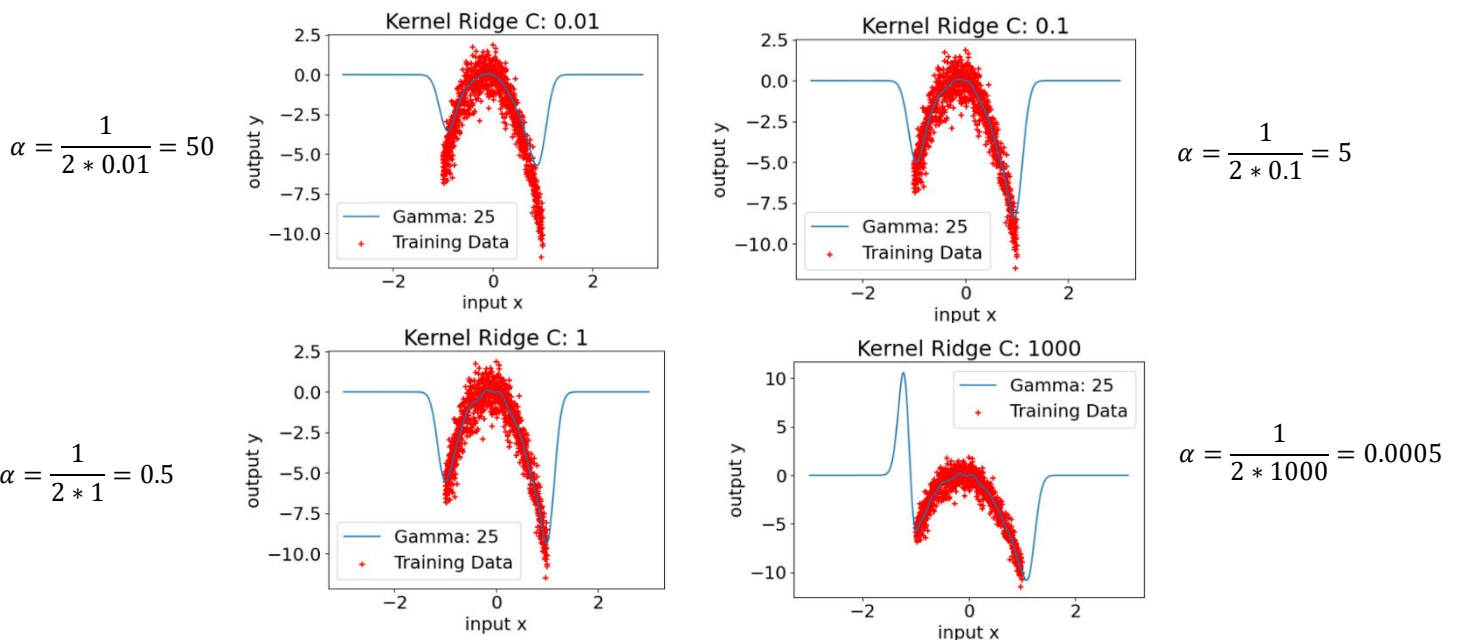 Kernel Ridge C: 0.01
2.5
0.0
−2.5
−5.0
−7.5
−10.0
output y
Gamma: 25
Training Data
−2 0 2
input x
α = 1 / (2 * 0.01) = 50
Kernel Ridge C: 0.1
2.5
0.0
−2.5
−5.0
−7.5
−10.0
output y
Gamma: 25
Training Data
−2 0 2
input x
α = 1 / (2 * 0.1) = 5
Kernel Ridge C: 1
2.5
0.0
−2.5
−5.0
−7.5
−10.0
output y
Gamma: 25
Training Data
−2 0 2
input x
α = 1 / (2 * 1) = 0.5
Kernel Ridge C: 1000
10
5
0
−5
−10
output y
Gamma: 25
Training Data
−2 0 2
input x
α = 1 / (2 * 1000) = 0.0005